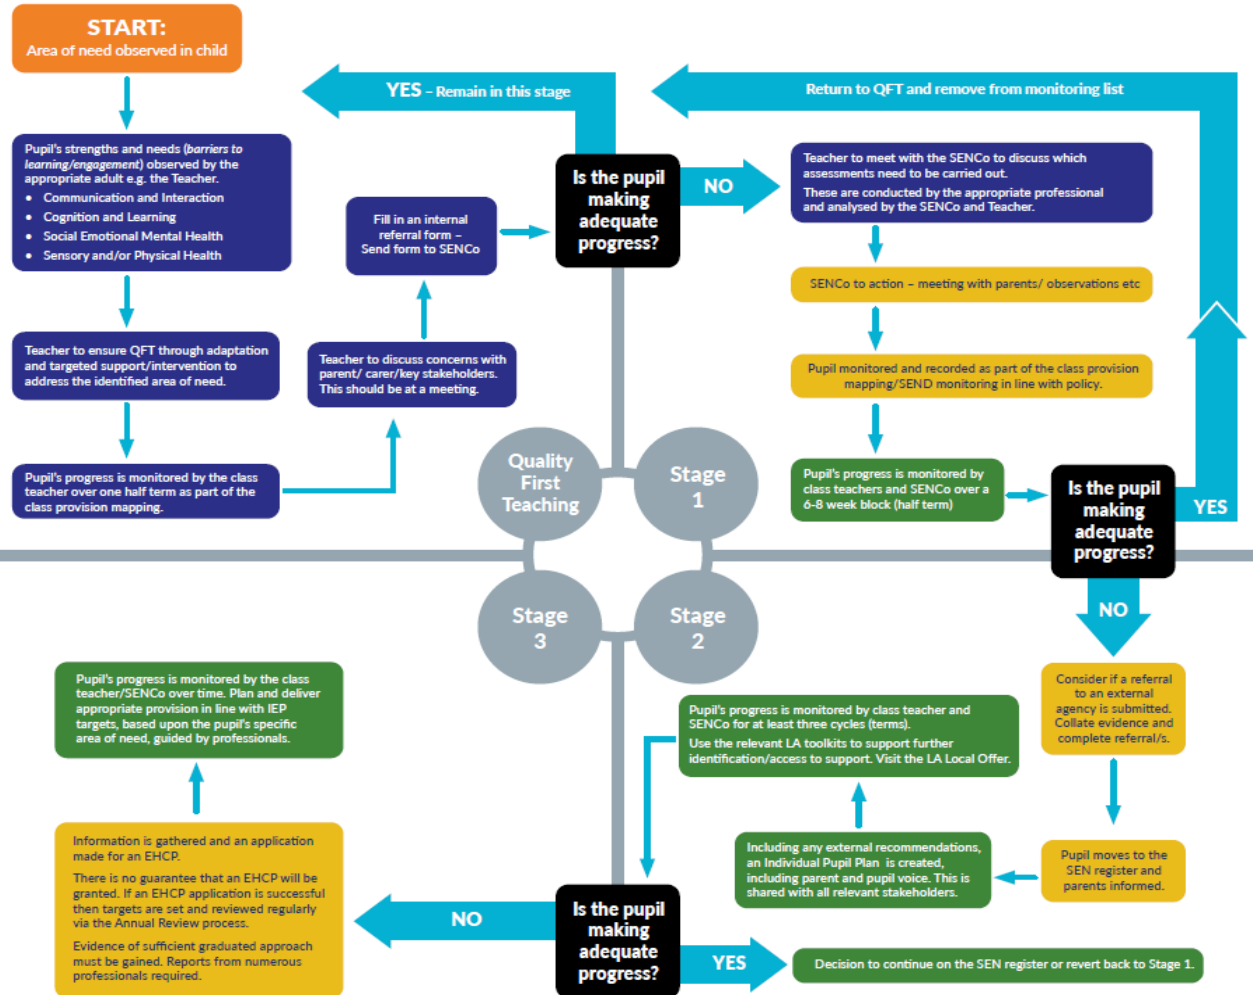 START:
Area of need observed in child
Pupil's strengths and needs (barriers to
learning/engagement) observed by the
appropriate adult e.g. the Teacher.
• Communication and Interaction
• Cognition and Learning
• Social Emotional Mental Health
• Sensory and/or Physical Health
Teacher to ensure QFT through adaptation
and targeted support/intervention to
address the identified area of need.
Pupil's progress is monitored by the class
teacher over one half term as part of the
class provision mapping.
Teacher to discuss concerns with
parent/ carer/key stakeholders.
This should be at a meeting.
Fill in an internal
referral form –
Send form to SENCo
Is the pupil
making
adequate
progress?
YES – Remain in this stage
NO
Return to QFT and remove from monitoring list
Teacher to meet with the SENCo to discuss which
assessments need to be carried out.
These are conducted by the appropriate professional
and analysed by the SENCo and Teacher.
SENCo to action – meeting with parents/ observations etc
Pupil monitored and recorded as part of the class provision
mapping/SEND monitoring in line with policy.
Pupil's progress is monitored by
class teachers and SENCo over a
6-8 week block (half term)
Is the pupil
making
adequate
progress?
YES
NO
Quality
First
Teaching
Stage
1
Stage
3
Stage
2
Consider if a referral
to an external
agency is submitted.
Collate evidence and
complete referral/s.
Pupil moves to the
SEN register and
parents informed.
Including any external recommendations,
an Individual Pupil Plan is created,
including parent and pupil voice. This is
shared with all relevant stakeholders.
Pupil's progress is monitored by class teacher and
SENCo for at least three cycles (terms).
Use the relevant LA toolkits to support further
identification/access to support. Visit the LA Local Offer.
Is the pupil
making
adequate
progress?
YES
Decision to continue on the SEN register or revert back to Stage 1.
NO
Information is gathered and an application
made for an EHCP.
There is no guarantee that an EHCP will be
granted. If an EHCP application is successful
then targets are set and reviewed regularly
via the Annual Review process.
Evidence of sufficient graduated approach
must be gained. Reports from numerous
professionals required.
Pupil's progress is monitored by the class
teacher/SENCo over time. Plan and deliver
appropriate provision in line with IEP
targets, based upon the pupil's specific
area of need, guided by professionals.